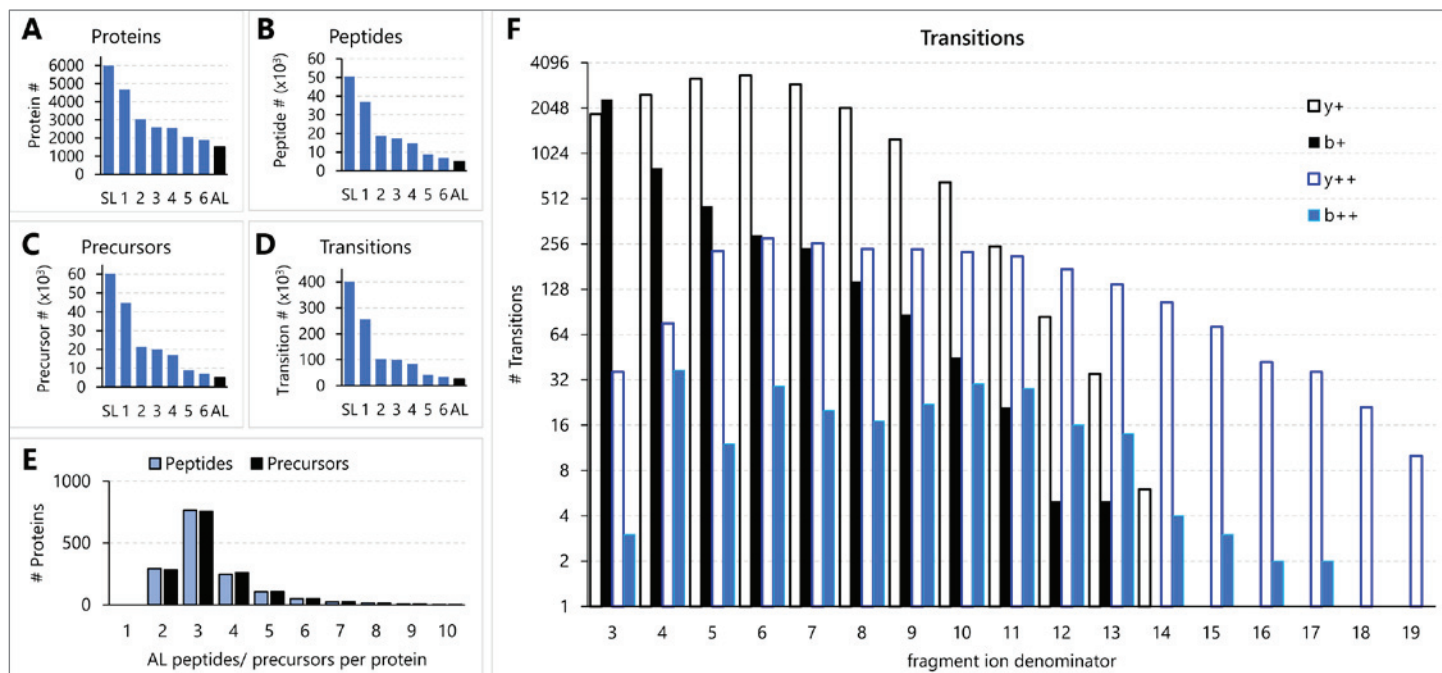 A
Proteins
Protein #
6000
5000
4000
3000
2000
1000
0
SL 1 2 3 4 5 6 AL
B
Peptides
Peptide # (x10³)
60
50
40
30
20
10
0
SL 1 2 3 4 5 6 AL
C
Precursors
Precursor # (x10³)
60
50
40
30
20
10
0
SL 1 2 3 4 5 6 AL
D
Transitions
Transition # (x10³)
400
300
200
100
0
SL 1 2 3 4 5 6 AL
E
Peptides Precursors
# Proteins
1000
500
0
1 2 3 4 5 6 7 8 9 10
AL peptides/ precursors per protein
F
Transitions
# Transitions
4096
2048
1024
512
256
128
64
32
16
8
4
2
1
y+
b+
y++
b++
3 4 5 6 7 8 9 10 11 12 13 14 15 16 17 18 19
fragment ion denominator